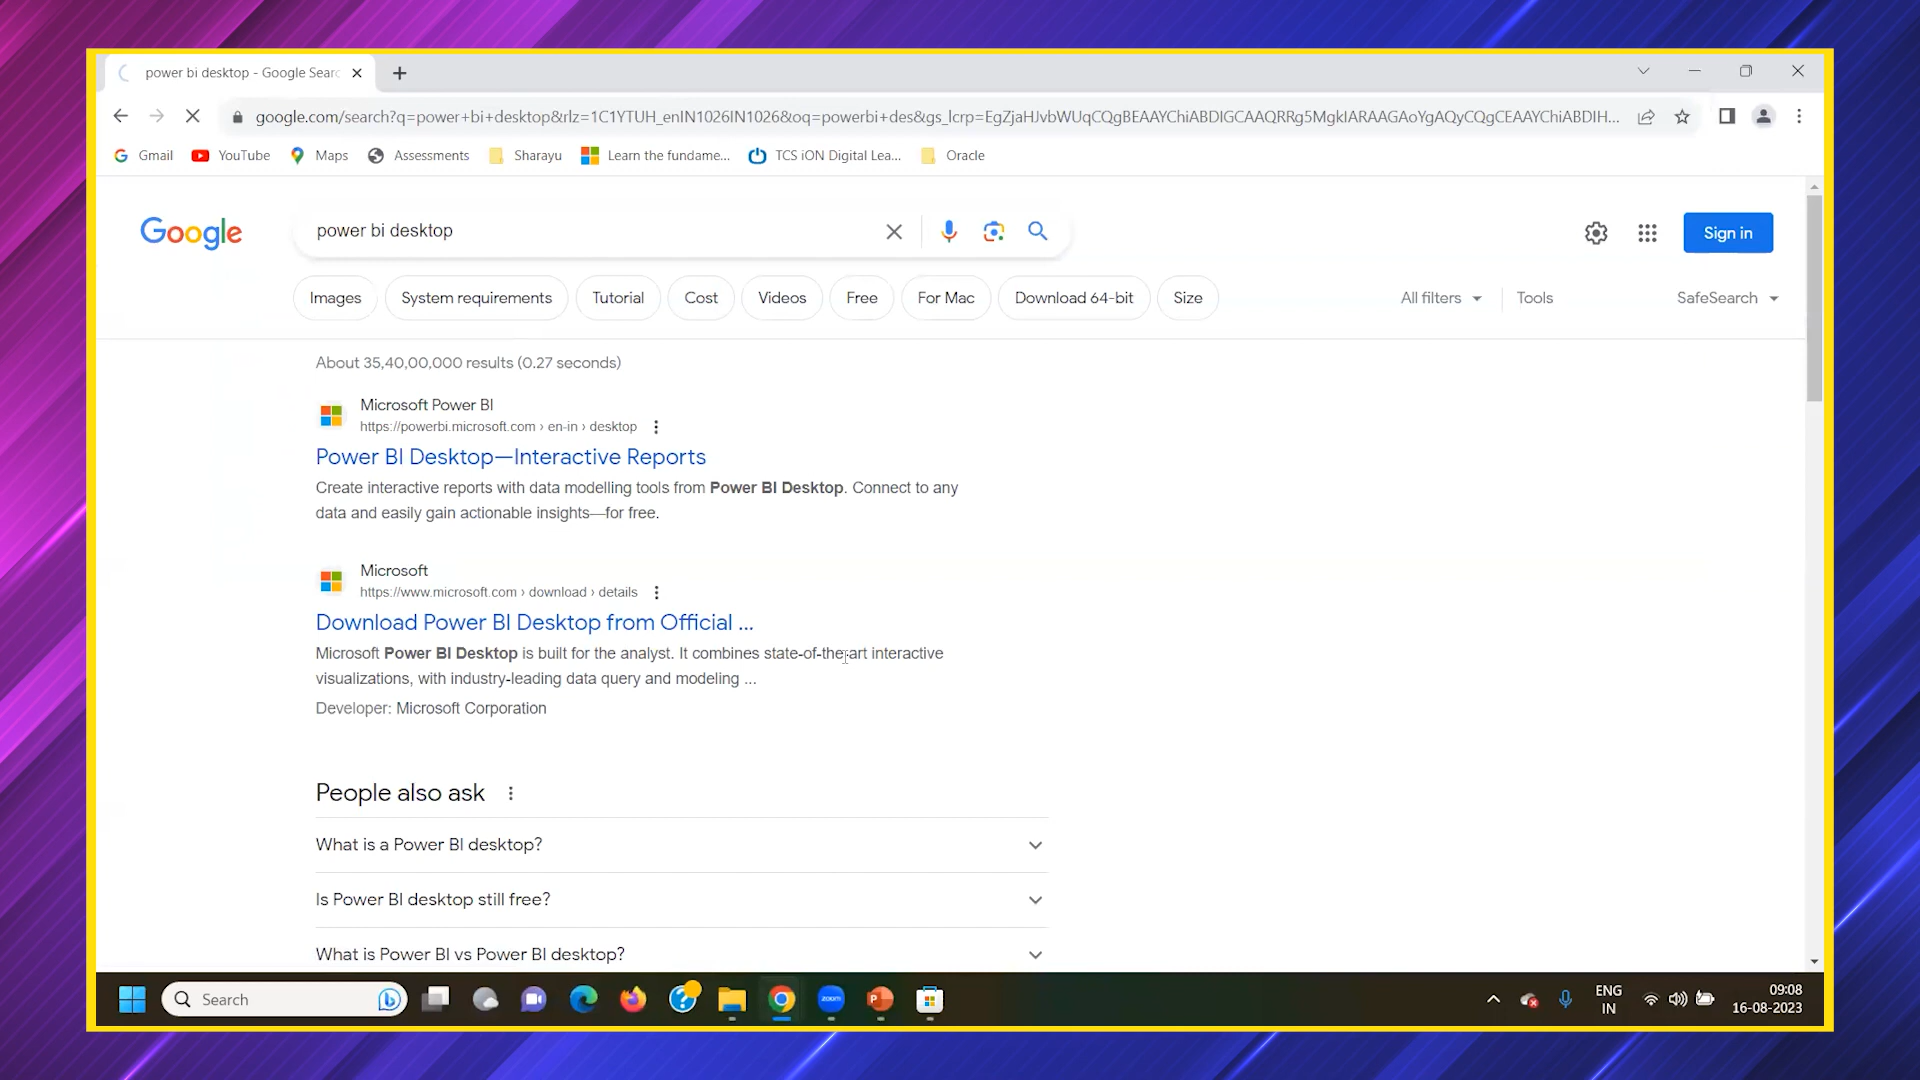 power bi desktop - Google Searc
google.com/search?q=power+bi+desktop&rlz=1C1YTUH_enIN1026IN1026&oq=powerbi+des&gs_lcrp=EgZjaHJvbWUqCQgBEAAYChiABDIGCAAQRRg5MgkIARAAGAoYgAQyCQgCEAAYChiABDIH...
Gmail YouTube Maps Assessments Sharayu Learn the fundame... TCS iON Digital Lea... Oracle
Google power bi desktop Sign in
Images System requirements Tutorial Cost Videos Free For Mac Download 64-bit Size All filters Tools SafeSearch
About 35,40,00,000 results (0.27 seconds)
Microsoft Power BI
https://powerbi.microsoft.com › en-in › desktop
Power BI Desktop—Interactive Reports
Create interactive reports with data modelling tools from Power BI Desktop. Connect to any
data and easily gain actionable insights—for free.
Microsoft
https://www.microsoft.com › download › details
Download Power BI Desktop from Official ...
Microsoft Power BI Desktop is built for the analyst. It combines state-of-the-art interactive
visualizations, with industry-leading data query and modeling ...
Developer: Microsoft Corporation
People also ask
What is a Power BI desktop?
Is Power BI desktop still free?
What is Power BI vs Power BI desktop?
Search zoom P ENG 09:08
IN 16-08-2023